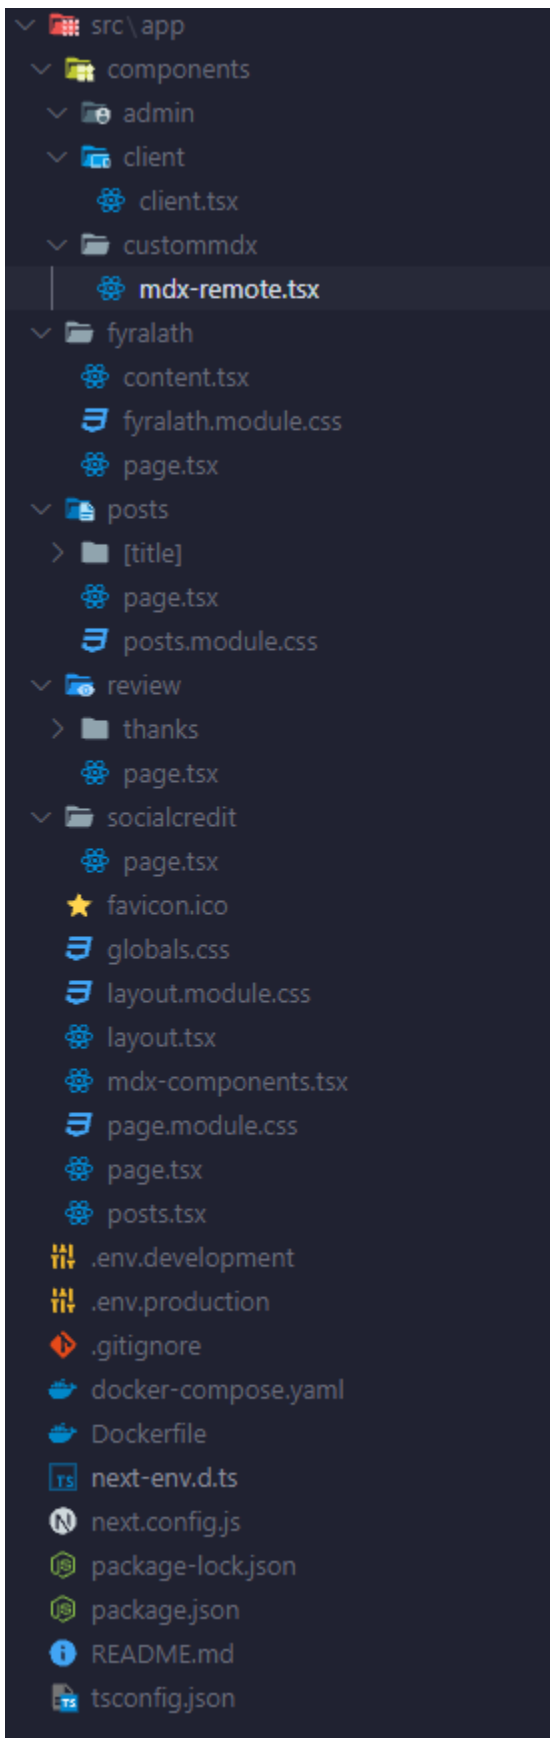 src\app
components
admin
client
client.tsx
custommdx
mdx-remote.tsx
fyralath
content.tsx
fyralath.module.css
page.tsx
posts
[title]
page.tsx
posts.module.css
review
thanks
page.tsx
socialcredit
page.tsx
favicon.ico
globals.css
layout.module.css
layout.tsx
mdx-components.tsx
page.module.css
page.tsx
posts.tsx
.env.development
.env.production
.gitignore
docker-compose.yaml
Dockerfile
TS next-env.d.ts
N next.config.js
JS package-lock.json
JS package.json
i README.md
TS tsconfig.json